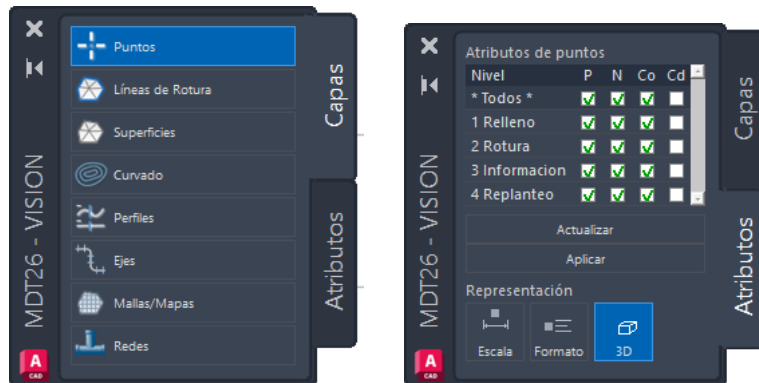 Puntos
Líneas de Rotura
Superficies
Curvado
Perfiles
Ejes
Mallas/Mapas
Redes
Capas
Atributos
MDT26 - VISION
A
CAD
Atributos de puntos
Nivel P N Co Cd
* Todos *
1 Relleno
2 Rotura
3 Informacion
4 Replanteo
Actualizar
Aplicar
Representación
Escala Formato 3D
Capas
Atributos
MDT26 - VISION
A
CAD